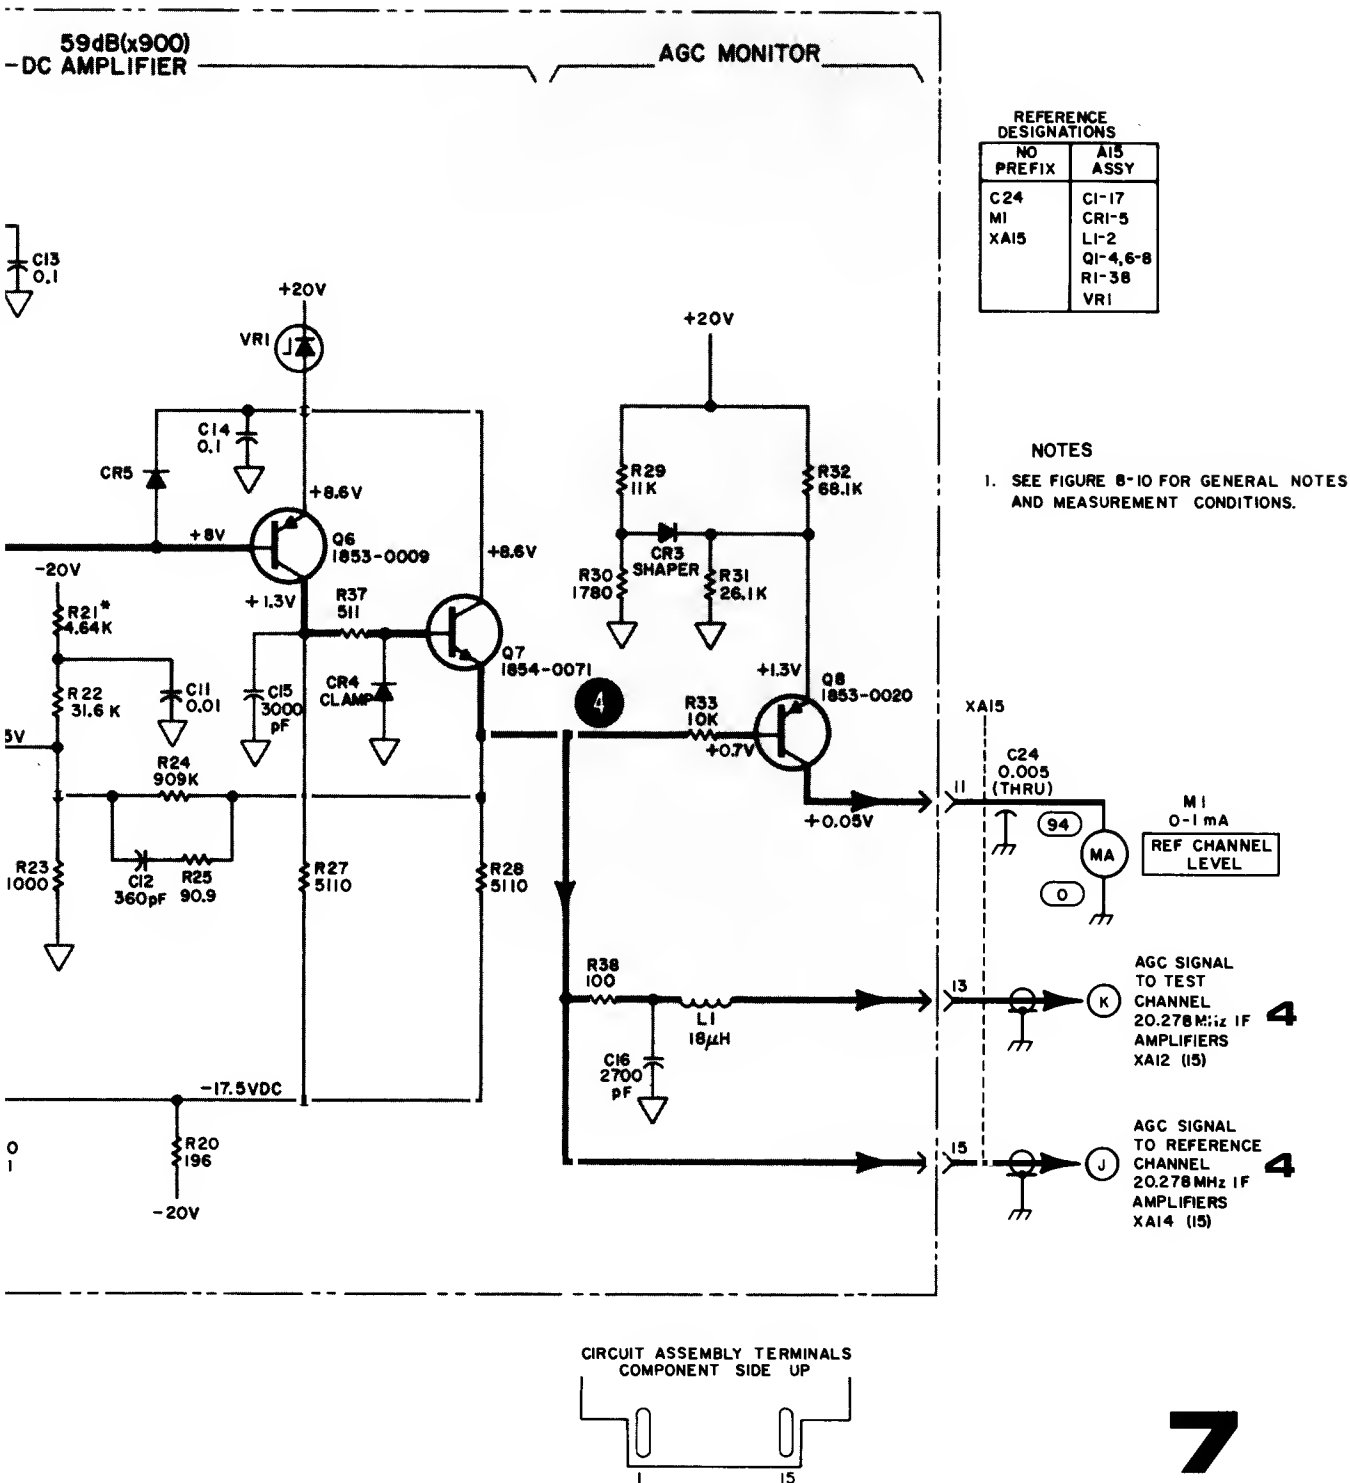 59dB(x900)
DC AMPLIFIER
AGC MONITOR
REFERENCE
DESIGNATIONS
NO PREFIX
A15 ASSY
C24
M1
XA15
C1-17
CR1-5
L1-2
Q1-4,6-8
R1-38
VR1
C13
0.1
+20V
VR1
+20V
C14
0.1
CR5
+8.6V
+8V
Q6
1853-0009
+8.6V
R29
11K
R32
68.1K
NOTES
1. SEE FIGURE 8-10 FOR GENERAL NOTES
AND MEASUREMENT CONDITIONS.
-20V
R21*
4.64K
+1.3V
R37
511
CR3
SHAPER
R30
1780
R31
26.1K
R22
31.6K
C11
0.01
C15
3000
pF
CR4
CLAMP
Q7
1854-0071
4
+1.3V
Q8
1853-0020
R33
10K
+0.7V
XA15
5V
R24
909K
C24
0.005
(THRU)
11
+0.05V
94
MA
0
M1
0-1mA
REF CHANNEL
LEVEL
R23
1000
C12
360pF
R25
90.9
R27
5110
R28
5110
R38
100
L1
18μH
C16
2700
pF
13
K
AGC SIGNAL
TO TEST
CHANNEL
20.278MHz IF
AMPLIFIERS
XA12 (15)
4
-17.5VDC
0
1
R20
196
-20V
15
J
AGC SIGNAL
TO REFERENCE
CHANNEL
20.278MHz IF
AMPLIFIERS
XA14 (15)
4
CIRCUIT ASSEMBLY TERMINALS
COMPONENT SIDE UP
1
15
7